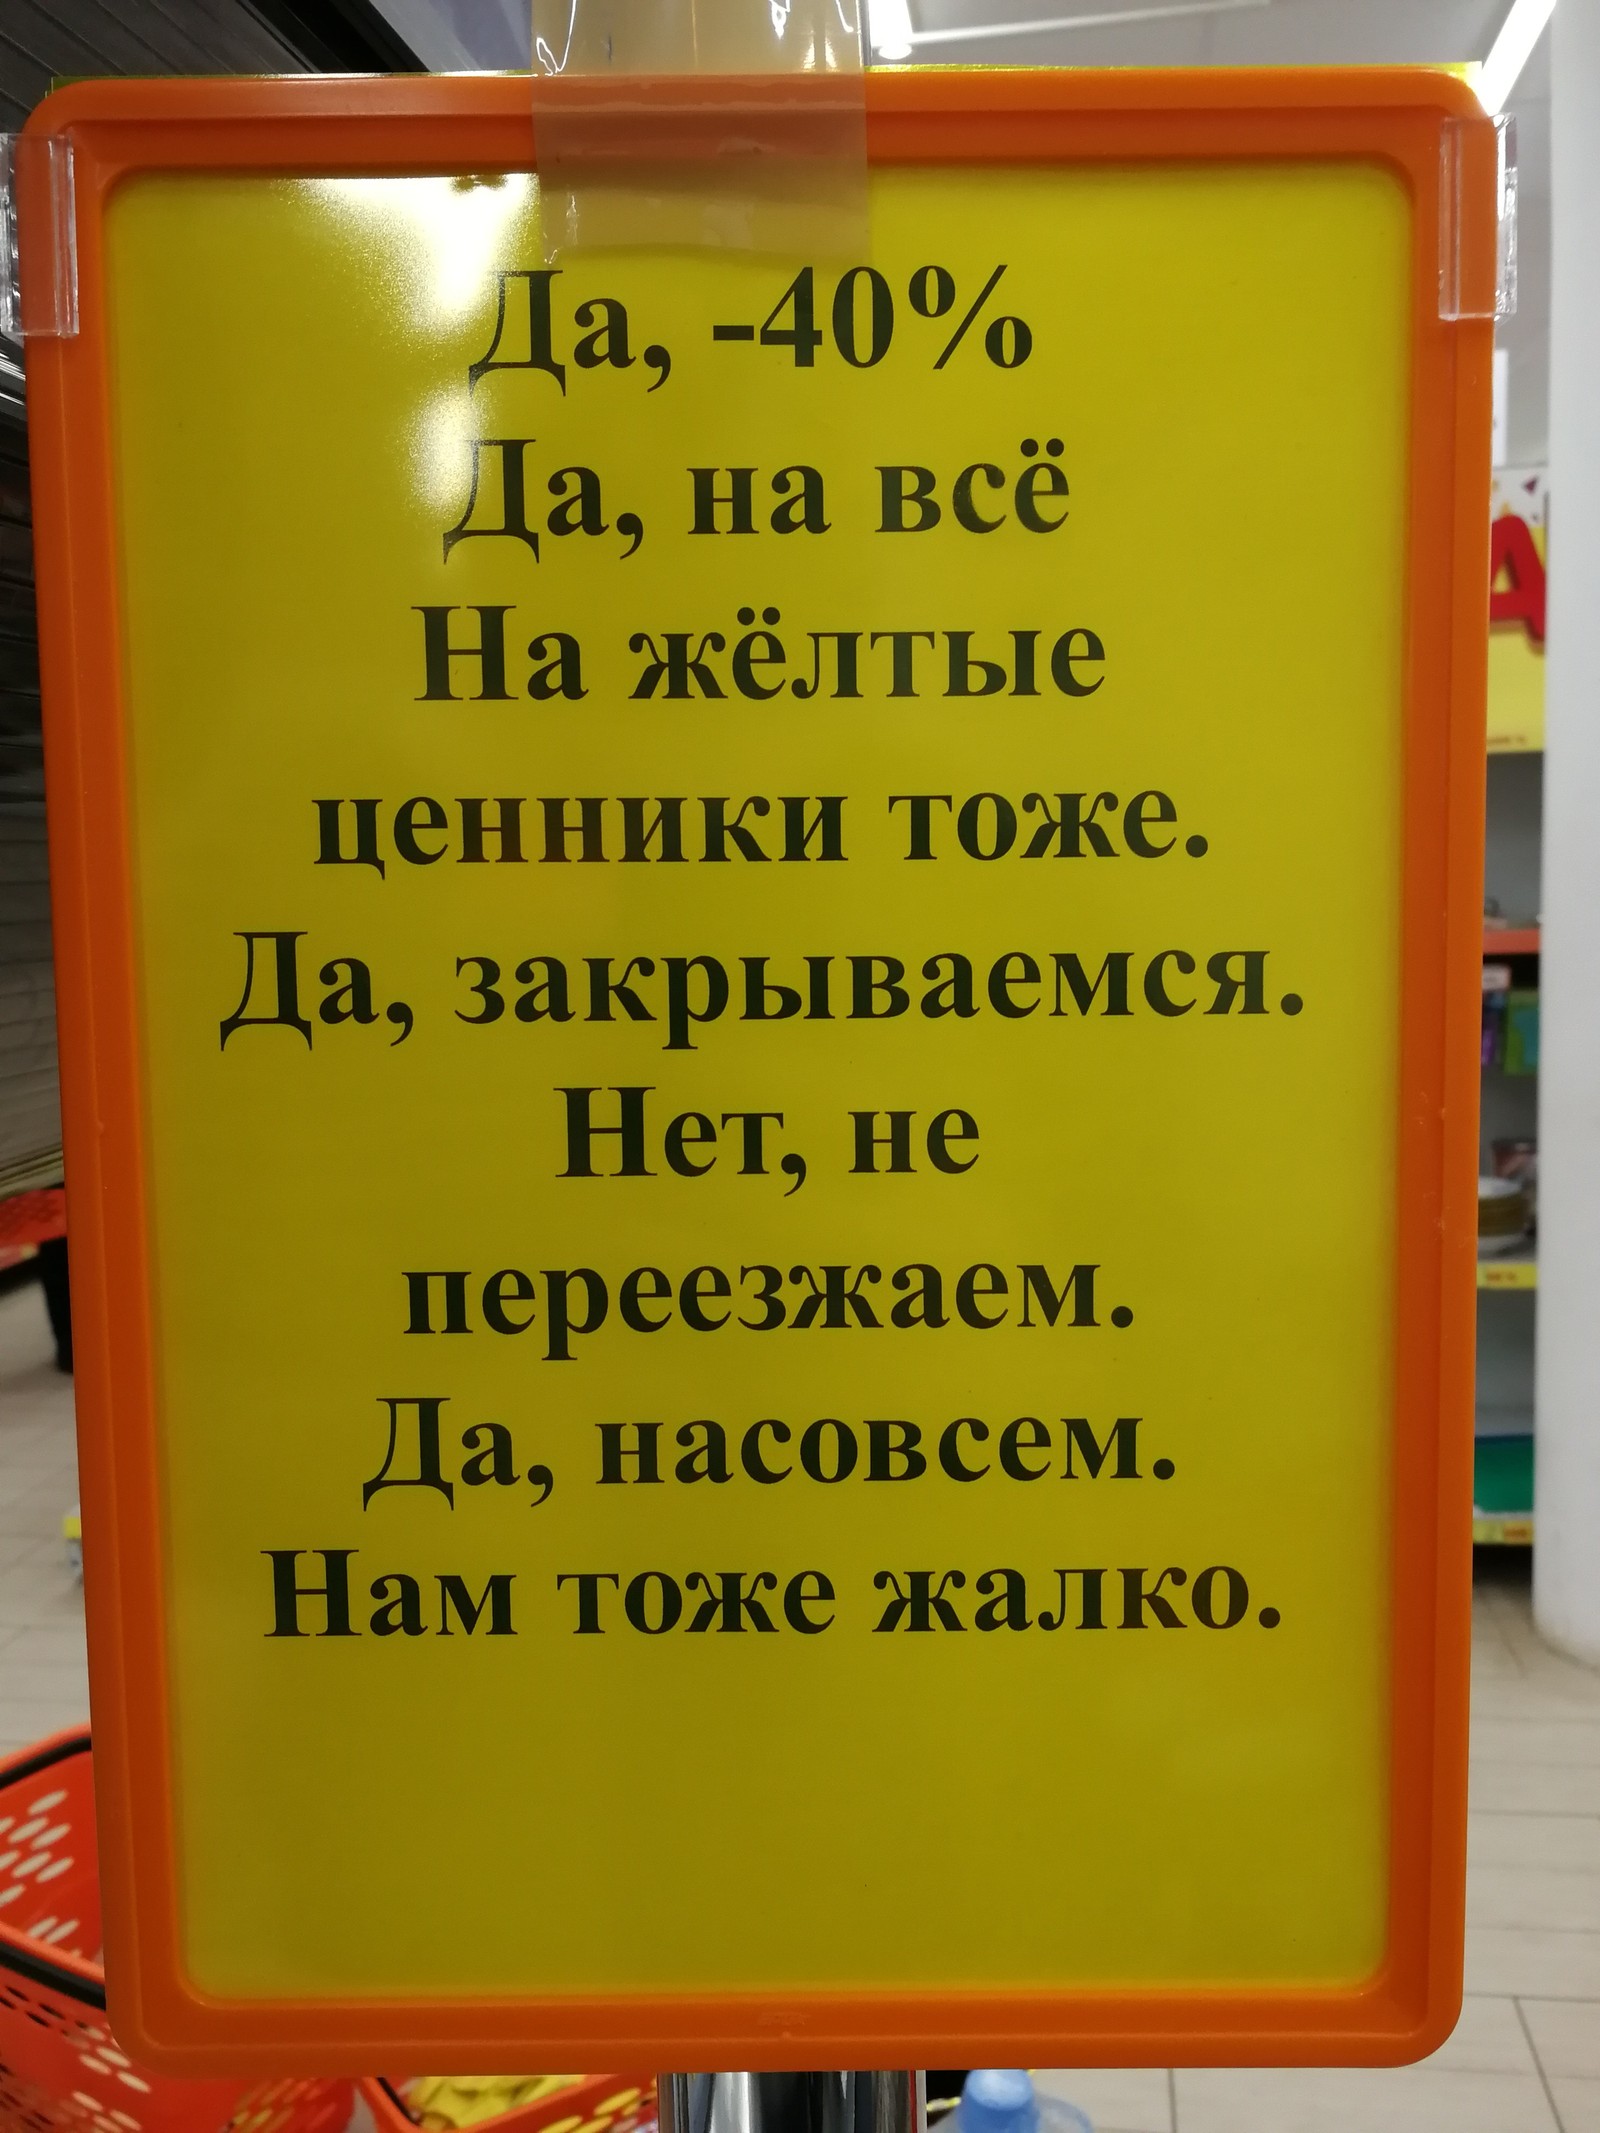 Да, -40%
Да, на всё
На жёлтые
ценники тоже.
Да, закрываемся.
Нет, не
переезжаем.
Да, насовсем.
Нам тоже жалко.